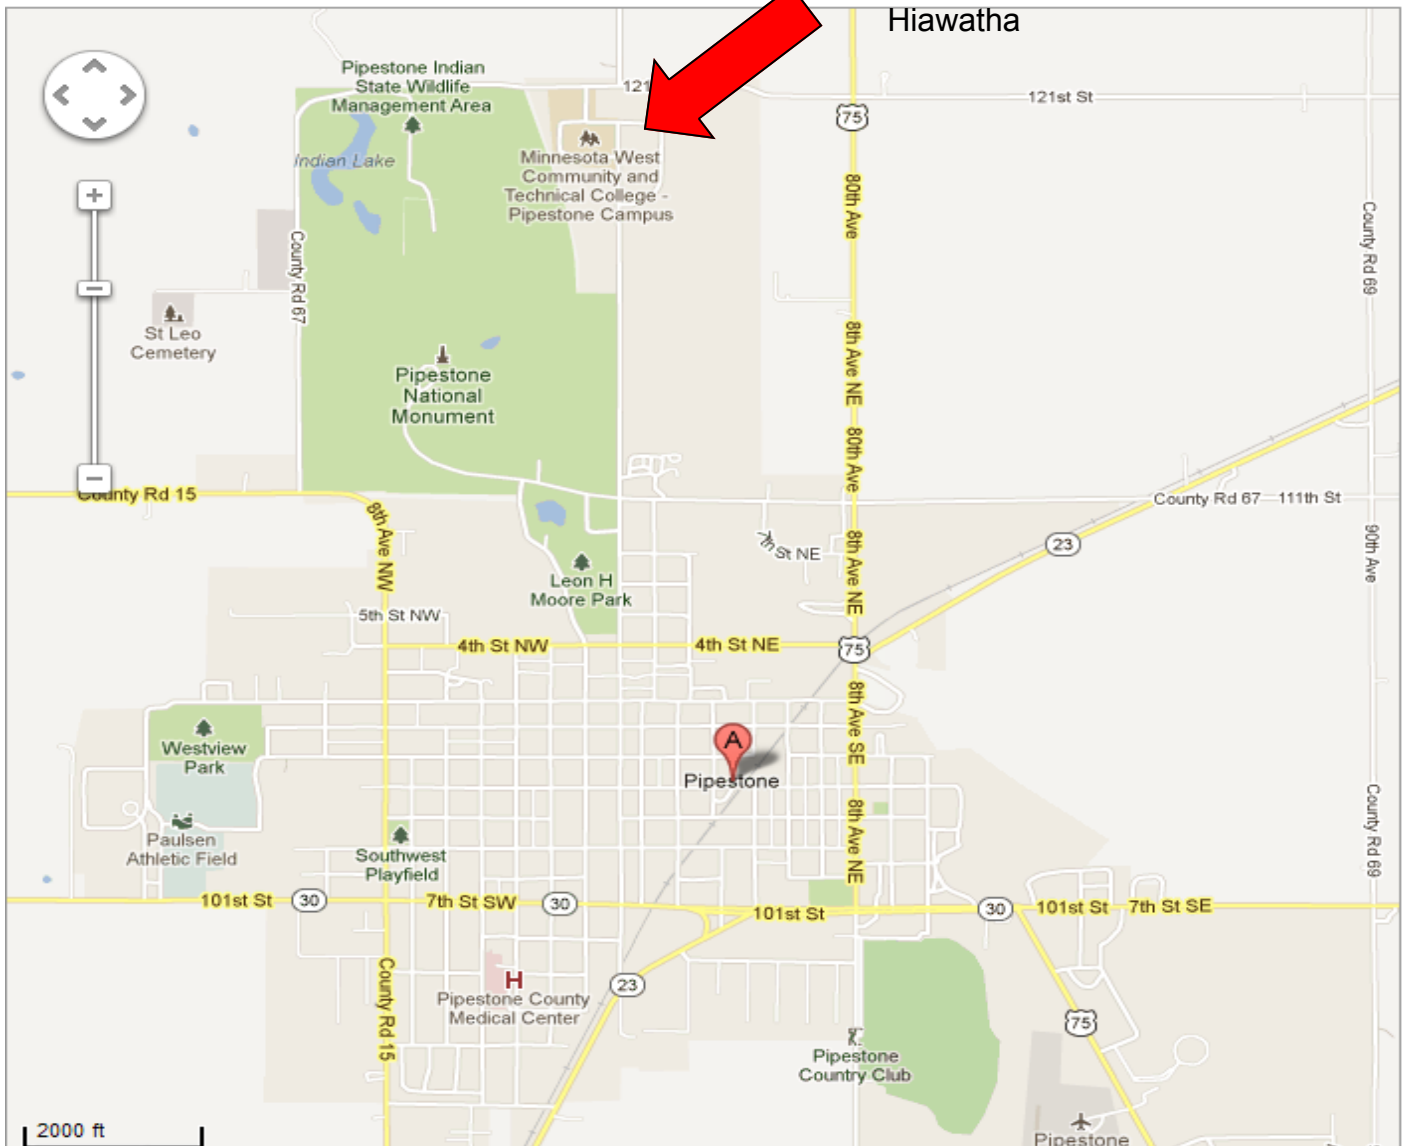 Hiawatha
Pipestone Indian
State Wildlife
Management Area
121
121st St
75
Indian Lake
Minnesota West
Community and
Technical College -
Pipestone Campus
80th Ave
County Rd 69
County Rd 67
St Leo
Cemetery
8th Ave NE
Pipestone
National
Monument
80th Ave
County Rd 15
County Rd 67
111th St
8th Ave NW
7th St NE
23
8th Ave NE
90th Ave
Leon H
Moore Park
5th St NW
4th St NW
4th St NE
75
8th Ave SE
Westview
Park
A
Pipestone
8th Ave NE
County Rd 69
Paulsen
Athletic Field
Southwest
Playfield
101st St
30
7th St SW
30
101st St
30
101st St
7th St SE
County Rd 15
H
Pipestone County
Medical Center
23
75
Pipestone
Country Club
2000 ft
Pipestone